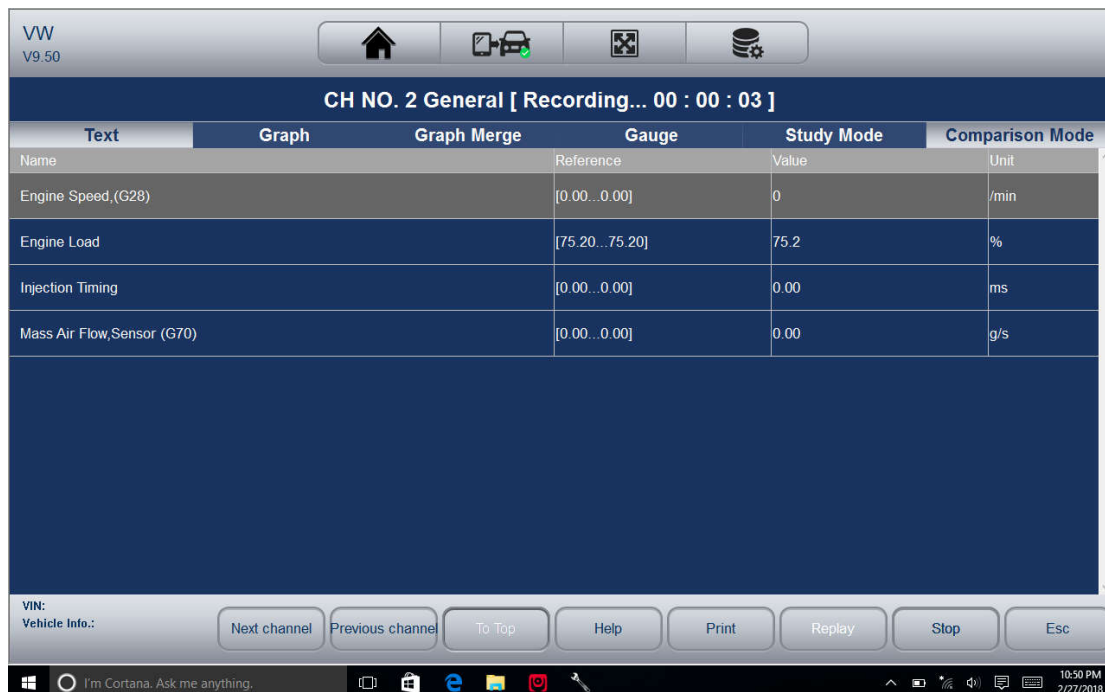 VW
V9.50
CH NO. 2 General [ Recording... 00 : 00 : 03 ]
Text Graph Graph Merge Gauge Study Mode Comparison Mode
Name Reference Value Unit
Engine Speed,(G28) [0.00...0.00] 0 /min
Engine Load [75.20...75.20] 75.2 %
Injection Timing [0.00...0.00] 0.00 ms
Mass Air Flow,Sensor (G70) [0.00...0.00] 0.00 g/s
VIN:
Vehicle Info.:
Next channel Previous channel To Top Help Print Replay Stop Esc
I'm Cortana. Ask me anything.
10:50 PM
2/27/2018